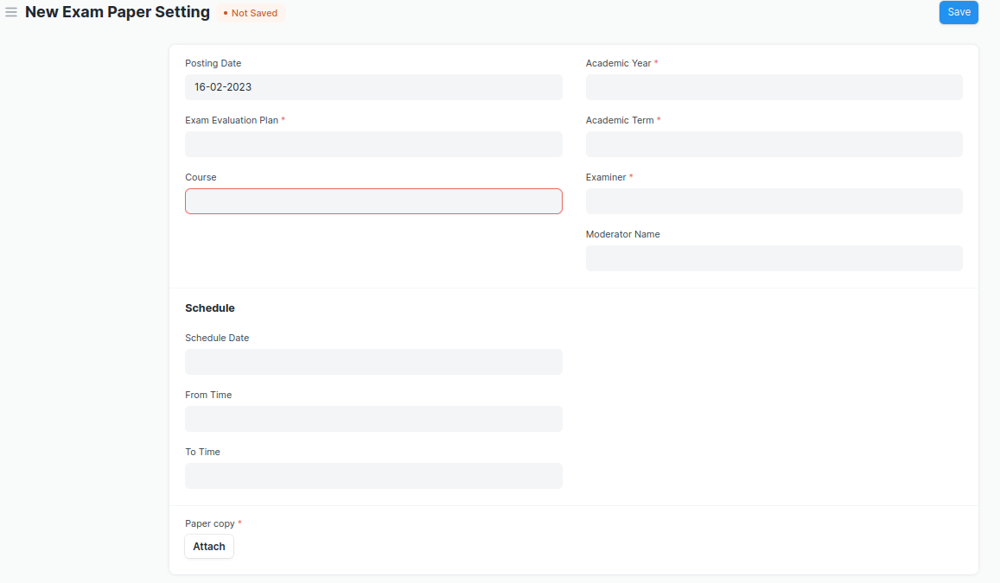 New Exam Paper Setting
Not Saved
Save
Posting Date
16-02-2023
Exam Evaluation Plan *
Course
Academic Year *
Academic Term *
Examiner *
Moderator Name
Schedule
Schedule Date
From Time
To Time
Paper copy *
Attach